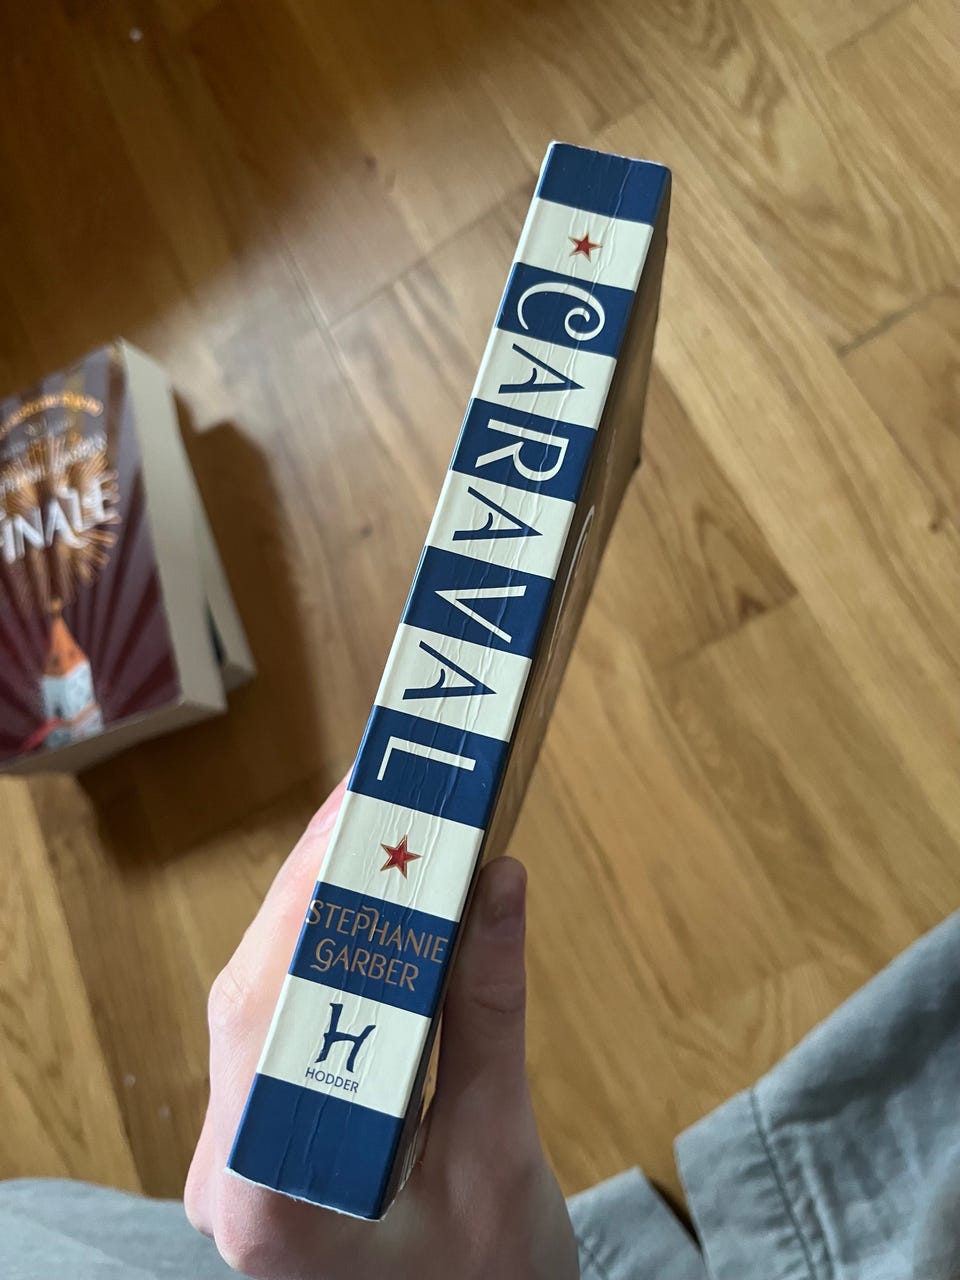 CARAVAL
STEPHANIE
GARBER
H
HODDER
FINALE